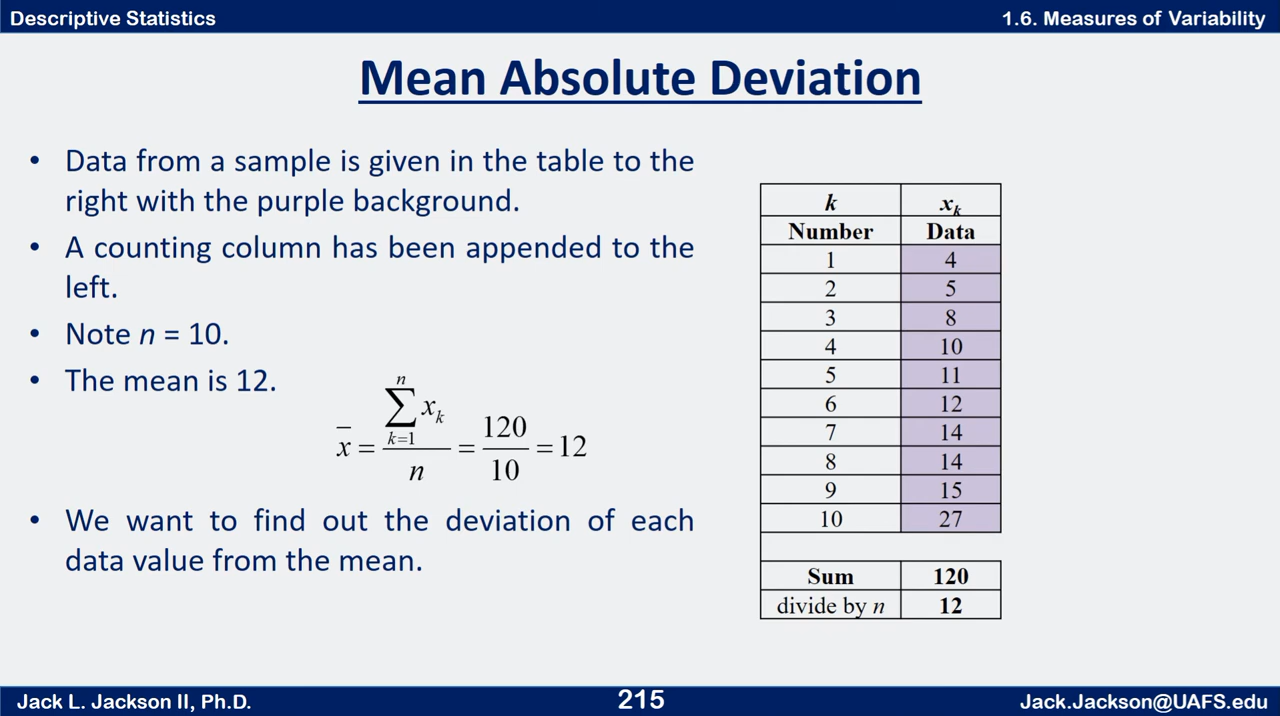 Descriptive Statistics
1.6. Measures of Variability
Mean Absolute Deviation
• Data from a sample is given in the table to the
right with the purple background.
• A counting column has been appended to the
left.
• Note n = 10.
• The mean is 12.
x̄ = ∑_{k=1}^{n} x_k / n = 120 / 10 = 12
• We want to find out the deviation of each
data value from the mean.
k x_k
Number Data
1 4
2 5
3 8
4 10
5 11
6 12
7 14
8 14
9 15
10 27
Sum 120
divide by n 12
Jack L. Jackson II, Ph.D.
215
Jack.Jackson@UAFS.edu